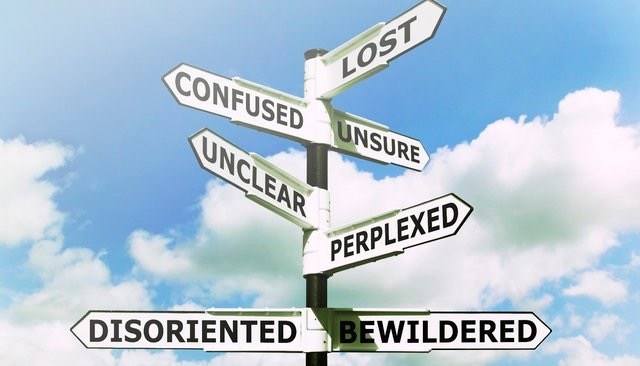 LOST
CONFUSED
UNSURE
UNCLEAR
PERPLEXED
DISORIENTED
BEWILDERED